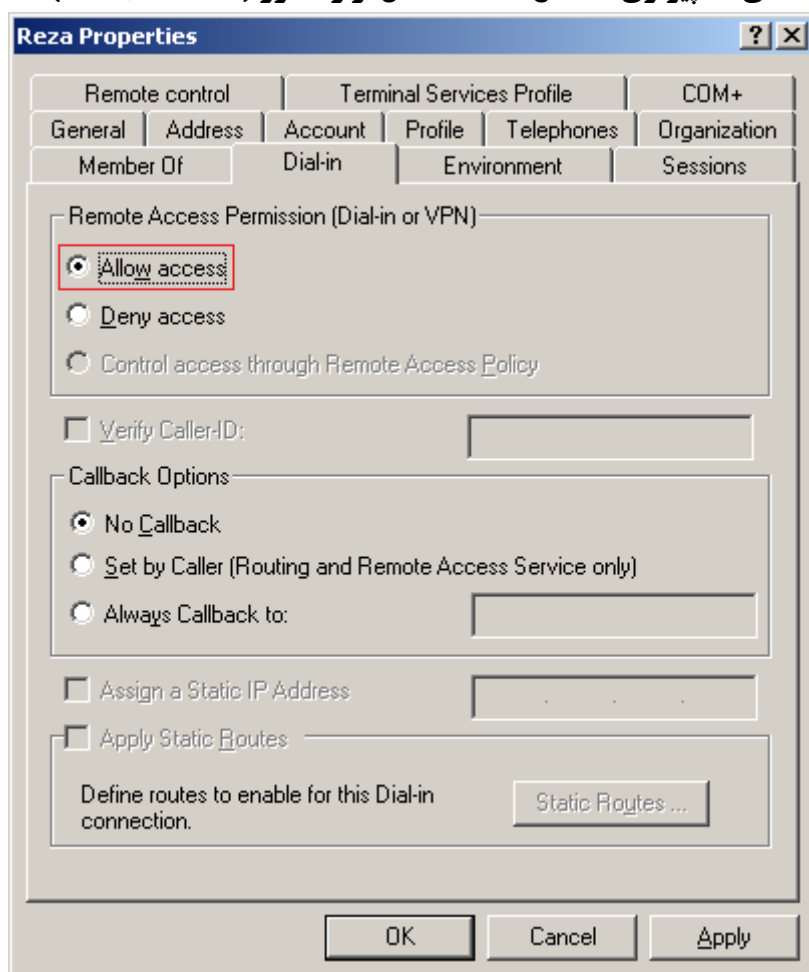 Reza Properties
Remote control Terminal Services Profile COM+
General Address Account Profile Telephones Organization
Member Of Dial-in Environment Sessions
Remote Access Permission (Dial-in or VPN)
Allow access
Deny access
Control access through Remote Access Policy
Verify Caller-ID:
Callback Options
No Callback
Set by Caller (Routing and Remote Access Service only)
Always Callback to:
Assign a Static IP Address
Apply Static Routes
Define routes to enable for this Dial-in
connection.
Static Routes ...
OK Cancel Apply